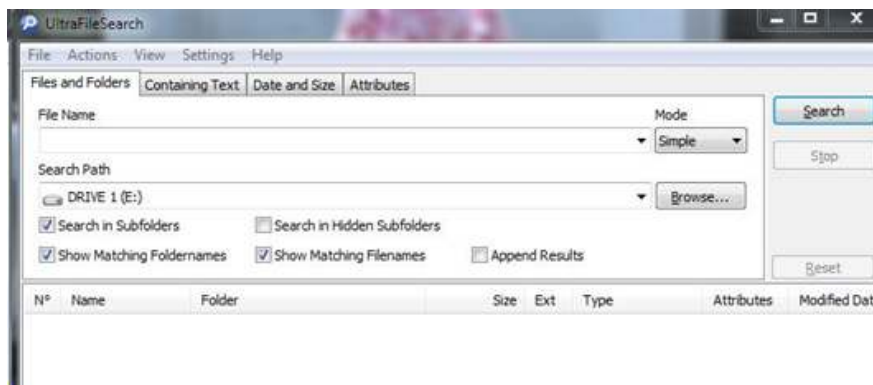 UltraFileSearch
File Actions View Settings Help
Files and Folders Containing Text Date and Size Attributes
File Name
Mode
Search
Simple
Stop
Search Path
DRIVE 1 (E:)
Browse...
Search in Subfolders
Search in Hidden Subfolders
Show Matching Foldernames
Show Matching Filenames
Append Results
Reset
Nº Name Folder Size Ext Type Attributes Modified Dat